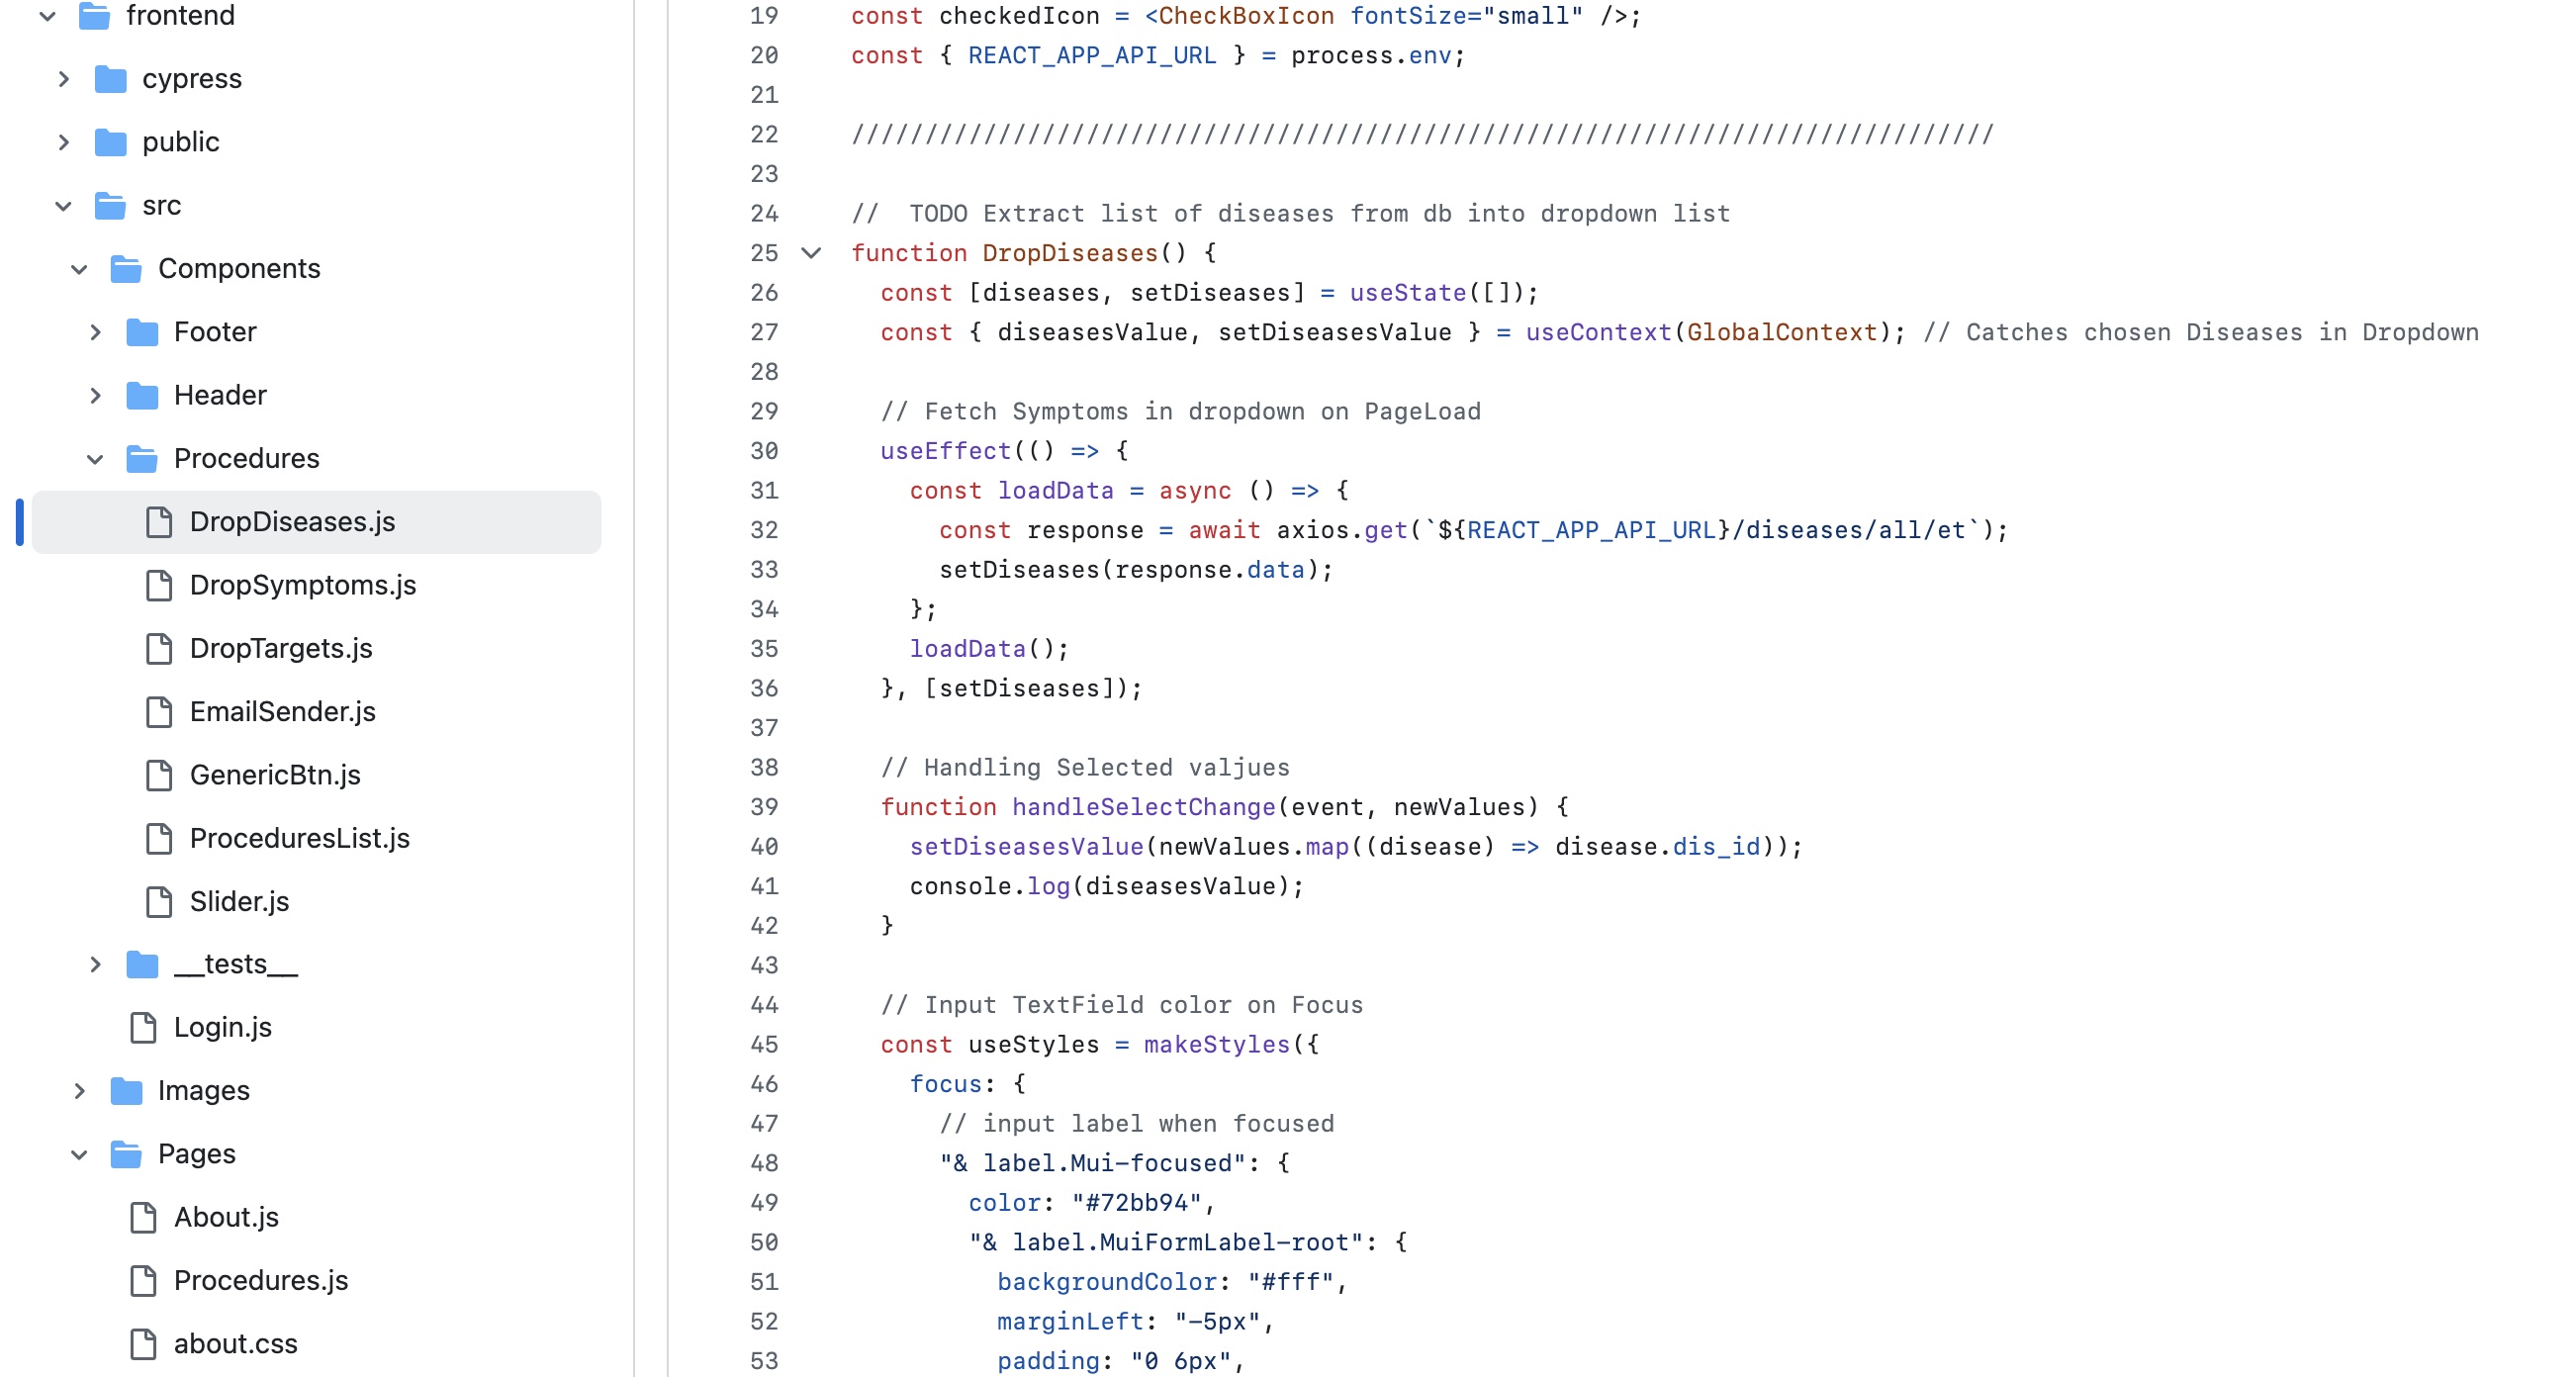 frontend
cypress
public
src
Components
Footer
Header
Procedures
DropDiseases.js
DropSymptoms.js
DropTargets.js
EmailSender.js
GenericBtn.js
ProceduresList.js
Slider.js
__tests__
Login.js
Images
Pages
About.js
Procedures.js
about.css
19 const checkedIcon = <CheckBoxIcon fontSize="small" />;
20 const { REACT_APP_API_URL } = process.env;
21
22 //////////////////////////////////////////////////////////////////////////////
23
24 //  TODO Extract list of diseases from db into dropdown list
25 function DropDiseases() {
26   const [diseases, setDiseases] = useState([]);
27   const { diseasesValue, setDiseasesValue } = useContext(GlobalContext); // Catches chosen Diseases in Dropdown
28
29   // Fetch Symptoms in dropdown on PageLoad
30   useEffect(() => {
31     const loadData = async () => {
32       const response = await axios.get(`${REACT_APP_API_URL}/diseases/all/et`);
33       setDiseases(response.data);
34     };
35     loadData();
36   }, [setDiseases]);
37
38   // Handling Selected valjues
39   function handleSelectChange(event, newValues) {
40     setDiseasesValue(newValues.map((disease) => disease.dis_id));
41     console.log(diseasesValue);
42   }
43
44   // Input TextField color on Focus
45   const useStyles = makeStyles({
46     focus: {
47       // input label when focused
48       "& label.Mui-focused": {
49         color: "#72bb94",
50         "& label.MuiFormLabel-root": {
51           backgroundColor: "#fff",
52           marginLeft: "-5px",
53           padding: "0 6px",